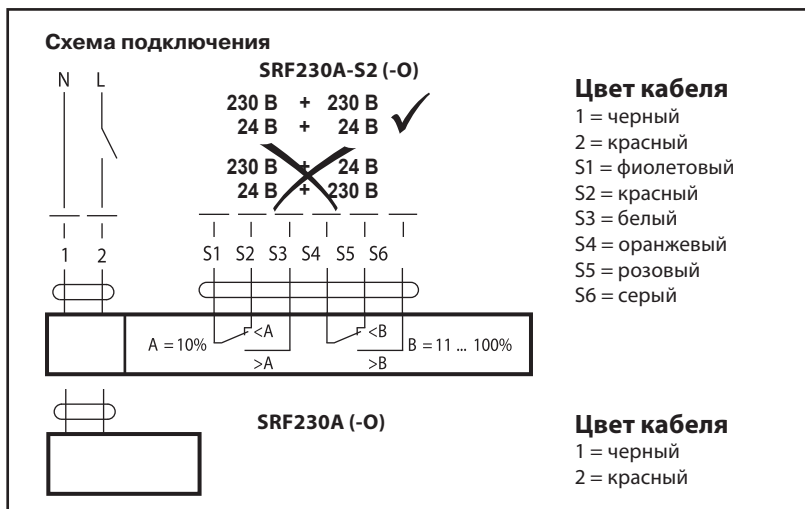 Схема подключения
N L
SRF230A-S2 (-O)
230 В + 230 В
24 В + 24 В
230 В + 24 В
24 В + 230 В
1 2 S1 S2 S3 S4 S5 S6
A = 10% <A >A <B >B B = 11 ... 100%
Цвет кабеля
1 = черный
2 = красный
S1 = фиолетовый
S2 = красный
S3 = белый
S4 = оранжевый
S5 = розовый
S6 = серый
SRF230A (-O)
Цвет кабеля
1 = черный
2 = красный